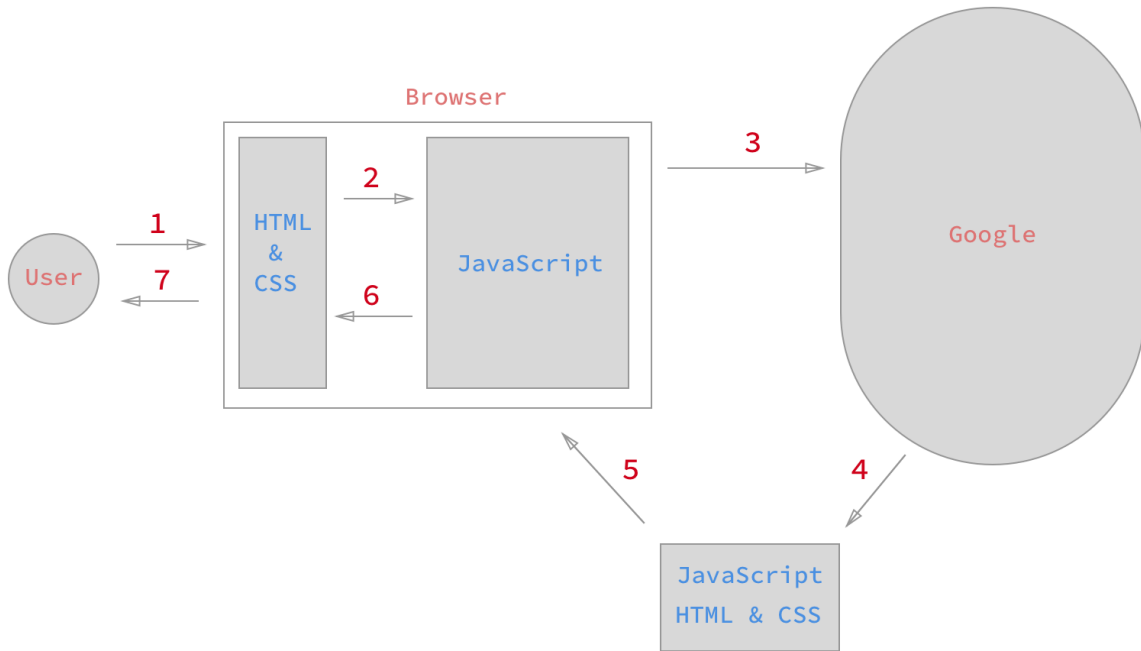 Browser
3
2
1
HTML
&
CSS
JavaScript
Google
User
7
6
5
4
JavaScript
HTML & CSS